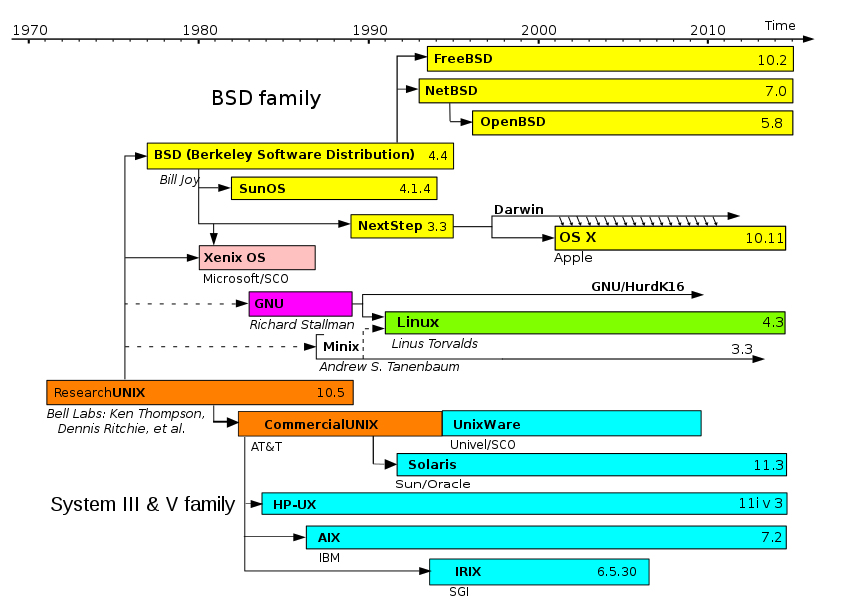 1970 1980 1990 2000 2010 Time
FreeBSD 10.2
NetBSD 7.0
BSD family
OpenBSD 5.8
BSD (Berkeley Software Distribution) 4.4
Bill Joy
SunOS 4.1.4
Darwin
NextStep 3.3
OS X 10.11
Apple
Xenix OS
Microsoft/SCO
GNU/HurdK16
GNU
Richard Stallman
Linux 4.3
Linus Torvalds
Minix 3.3
Andrew S. Tanenbaum
ResearchUNIX 10.5
Bell Labs: Ken Thompson,
Dennis Ritchie, et al.
CommercialUNIX
AT&T
UnixWare
Univel/SCO
Solaris 11.3
Sun/Oracle
System III & V family
HP-UX 11i v 3
AIX 7.2
IBM
IRIX 6.5.30
SGI